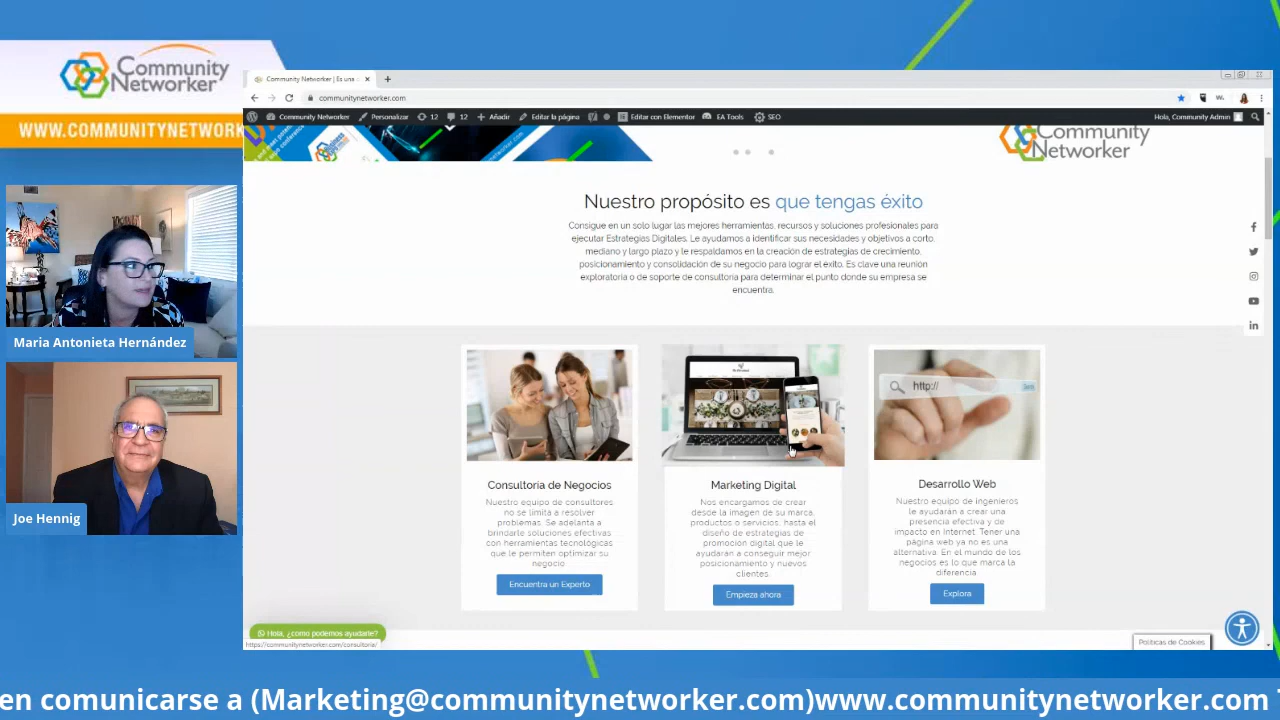 Community
Networker
WWW.COMMUNITYNETWORK
Maria Antonieta Hernández
Joe Hennig
Community Networker | Es una
communitynetworker.com
Community Networker Personalizar 12 12 Añadir Editar la página Editar con Elementor EA Tools SEO Hola, Community Admin
Community
Networker
Nuestro propósito es que tengas éxito
Consigue en un solo lugar las mejores herramientas, recursos y soluciones profesionales para
ejecutar Estrategias Digitales. Le ayudamos a identificar sus necesidades y objetivos a corto,
mediano y largo plazo y le respaldamos en la creación de estrategias de crecimiento,
posicionamiento y consolidación de su negocio para lograr el éxito. Es clave una reunión
exploratoria o de soporte de consultoría para determinar el punto donde su empresa se
encuentra.
http://
Consultoría de Negocios
Nuestro equipo de consultores
no se limita a resolver
problemas. Se adelanta a
brindarle soluciones efectivas
con herramientas tecnológicas
que le permiten optimizar su
negocio
Encuentra un Experto
Marketing Digital
Nos encargamos de crear
desde la imagen de su marca,
productos o servicios, hasta el
diseño de estrategias de
promoción digital que le
ayudarán a conseguir mejor
posicionamiento y nuevos
clientes.
Empieza ahora
Desarrollo Web
Nuestro equipo de ingenieros
le ayudarán a crear una
presencia efectiva y de
impacto en Internet. Tener una
página web ya no es una
alternativa. En el mundo de los
negocios es lo que marca la
diferencia
Explora
Hola, ¿como podemos ayudarle?
https://communitynetworker.com/consultoria/
Políticas de Cookies
en comunicarse a (Marketing@communitynetworker.com)www.communitynetworker.com